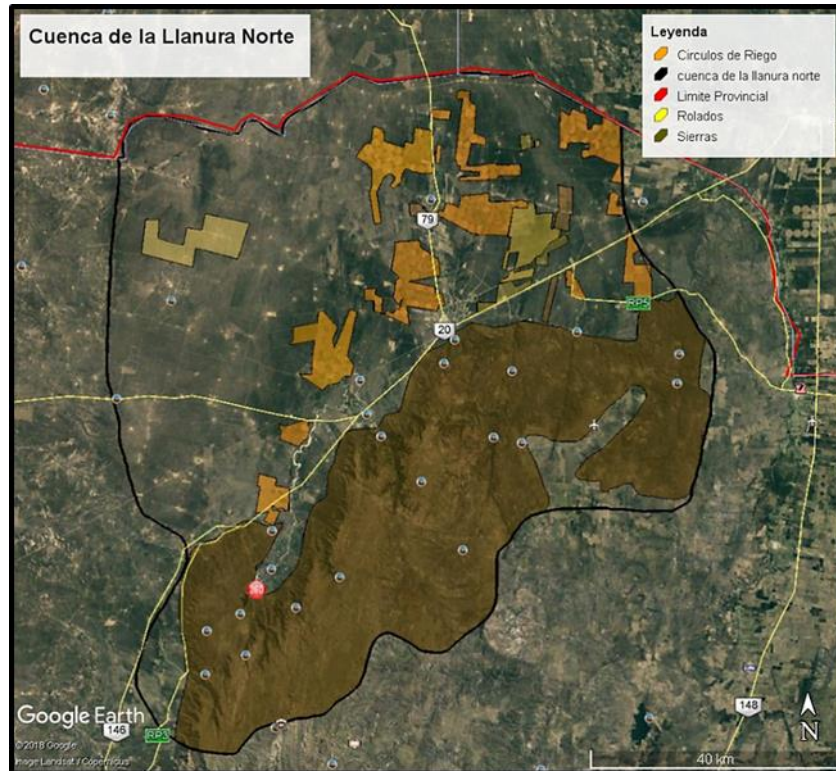 Cuenca de la Llanura Norte
Leyenda
Circulos de Riego
cuenca de la llanura norte
Limite Provincial
Rolados
Sierras
79
RP5
20
Google Earth
146
RP3
148
N
©2018 Google
Image Landsat / Copernicus
40 km